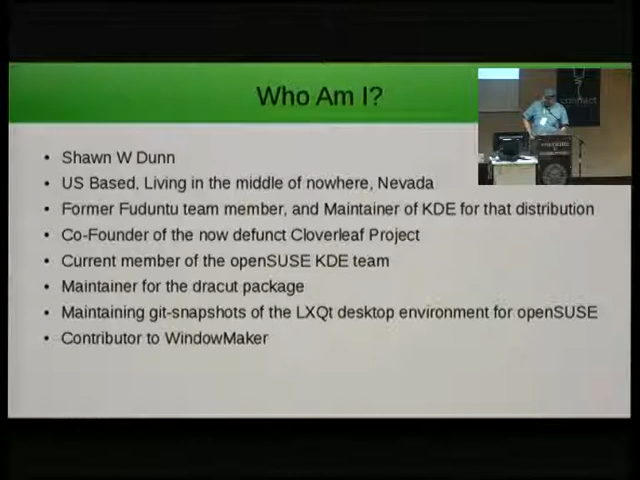 Who Am I?
• Shawn W Dunn
• US Based, Living in the middle of nowhere, Nevada
• Former Fuduntu team member, and Maintainer of KDE for that distribution
• Co-Founder of the now defunct Cloverleaf Project
• Current member of the openSUSE KDE team
• Maintainer for the dracut package
• Maintaining git-snapshots of the LXQt desktop environment for openSUSE
• Contributor to WindowMaker